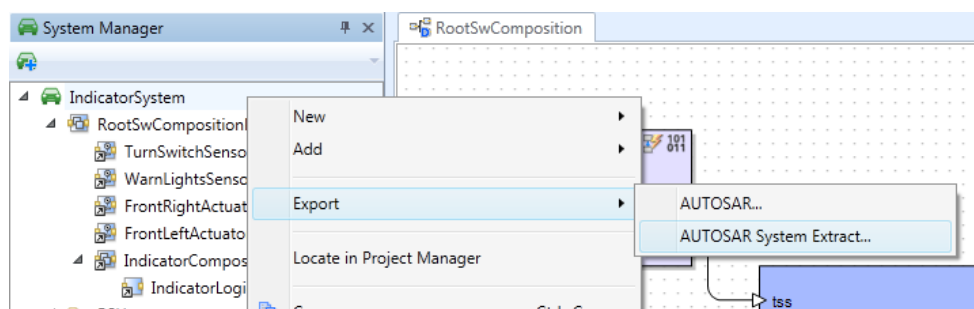 System Manager
RootSwComposition
IndicatorSystem
RootSwComposition
TurnSwitchSenso
WarnLightsSenso
FrontRightActuat
FrontLeftActuato
IndicatorCompos
IndicatorLogi
New
Add
Export
Locate in Project Manager
AUTOSAR...
AUTOSAR System Extract...
101
011
tss